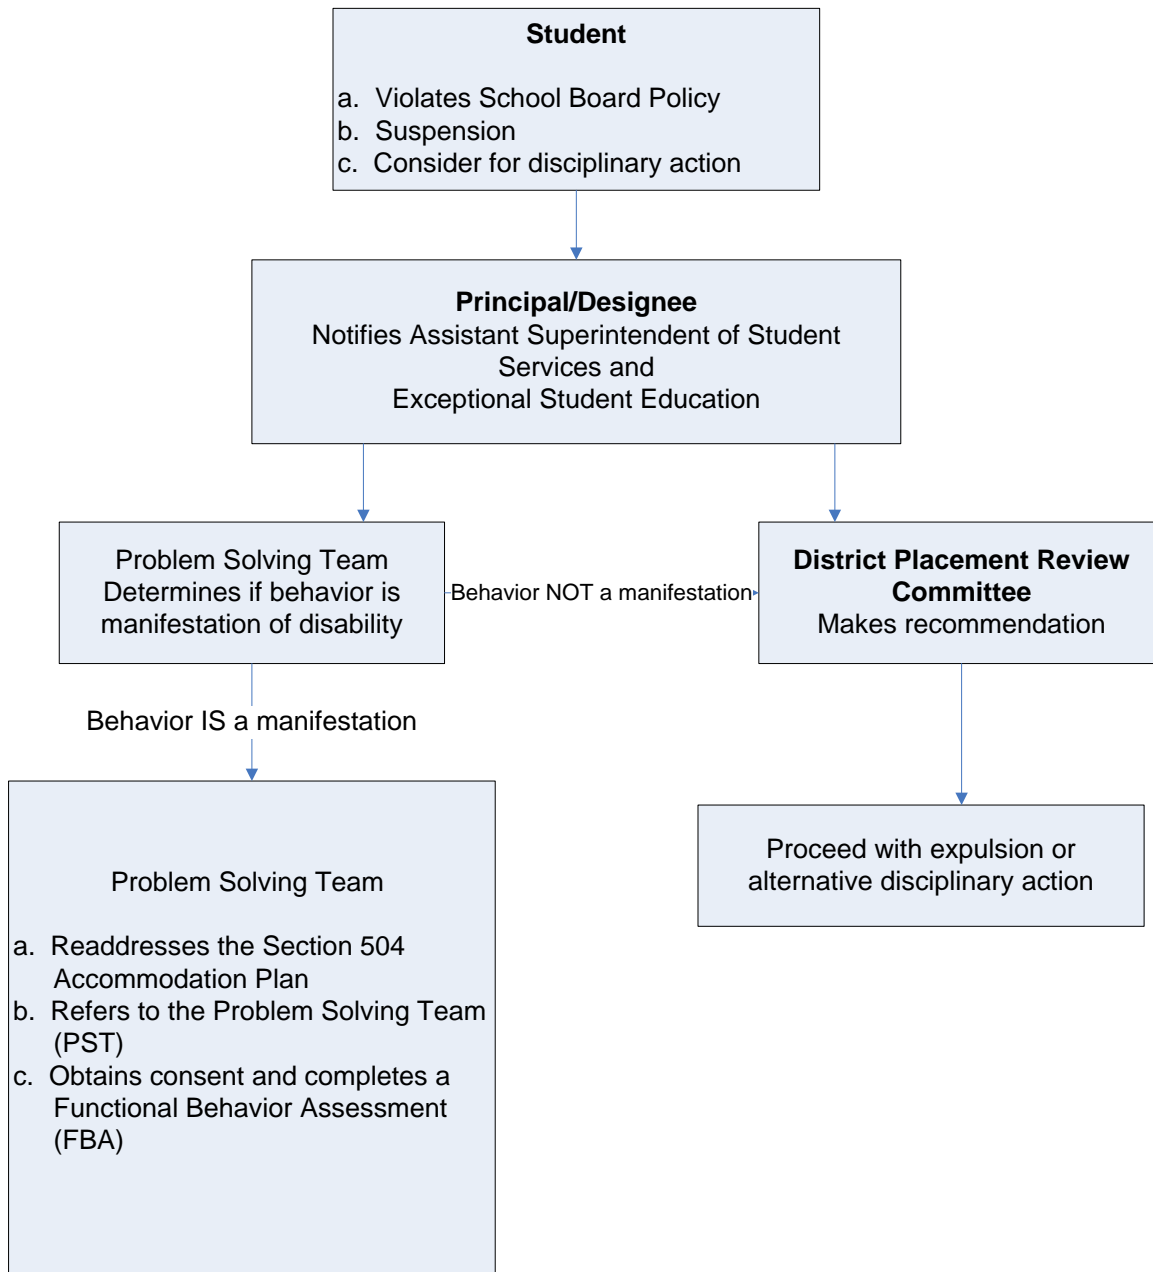 Student
a. Violates School Board Policy
b. Suspension
c. Consider for disciplinary action
Principal/Designee
Notifies Assistant Superintendent of Student
Services and
Exceptional Student Education
Problem Solving Team
Determines if behavior is
manifestation of disability
Behavior NOT a manifestation
District Placement Review
Committee
Makes recommendation
Behavior IS a manifestation
Problem Solving Team
a. Readdresses the Section 504
Accommodation Plan
b. Refers to the Problem Solving Team
(PST)
c. Obtains consent and completes a
Functional Behavior Assessment
(FBA)
Proceed with expulsion or
alternative disciplinary action